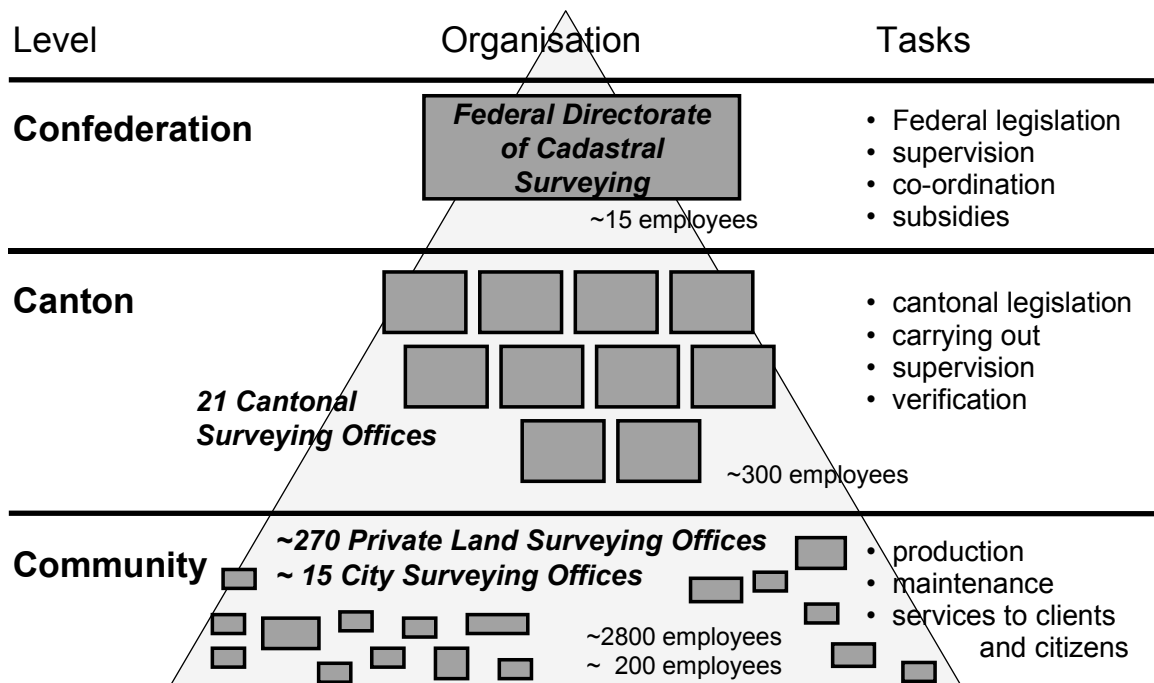 Level Organisation Tasks
Confederation
Federal Directorate
of Cadastral
Surveying
~15 employees
• Federal legislation
• supervision
• co-ordination
• subsidies
Canton
21 Cantonal
Surveying Offices
~300 employees
• cantonal legislation
• carrying out
• supervision
• verification
Community
~270 Private Land Surveying Offices
~ 15 City Surveying Offices
~2800 employees
~ 200 employees
• production
• maintenance
• services to clients
and citizens